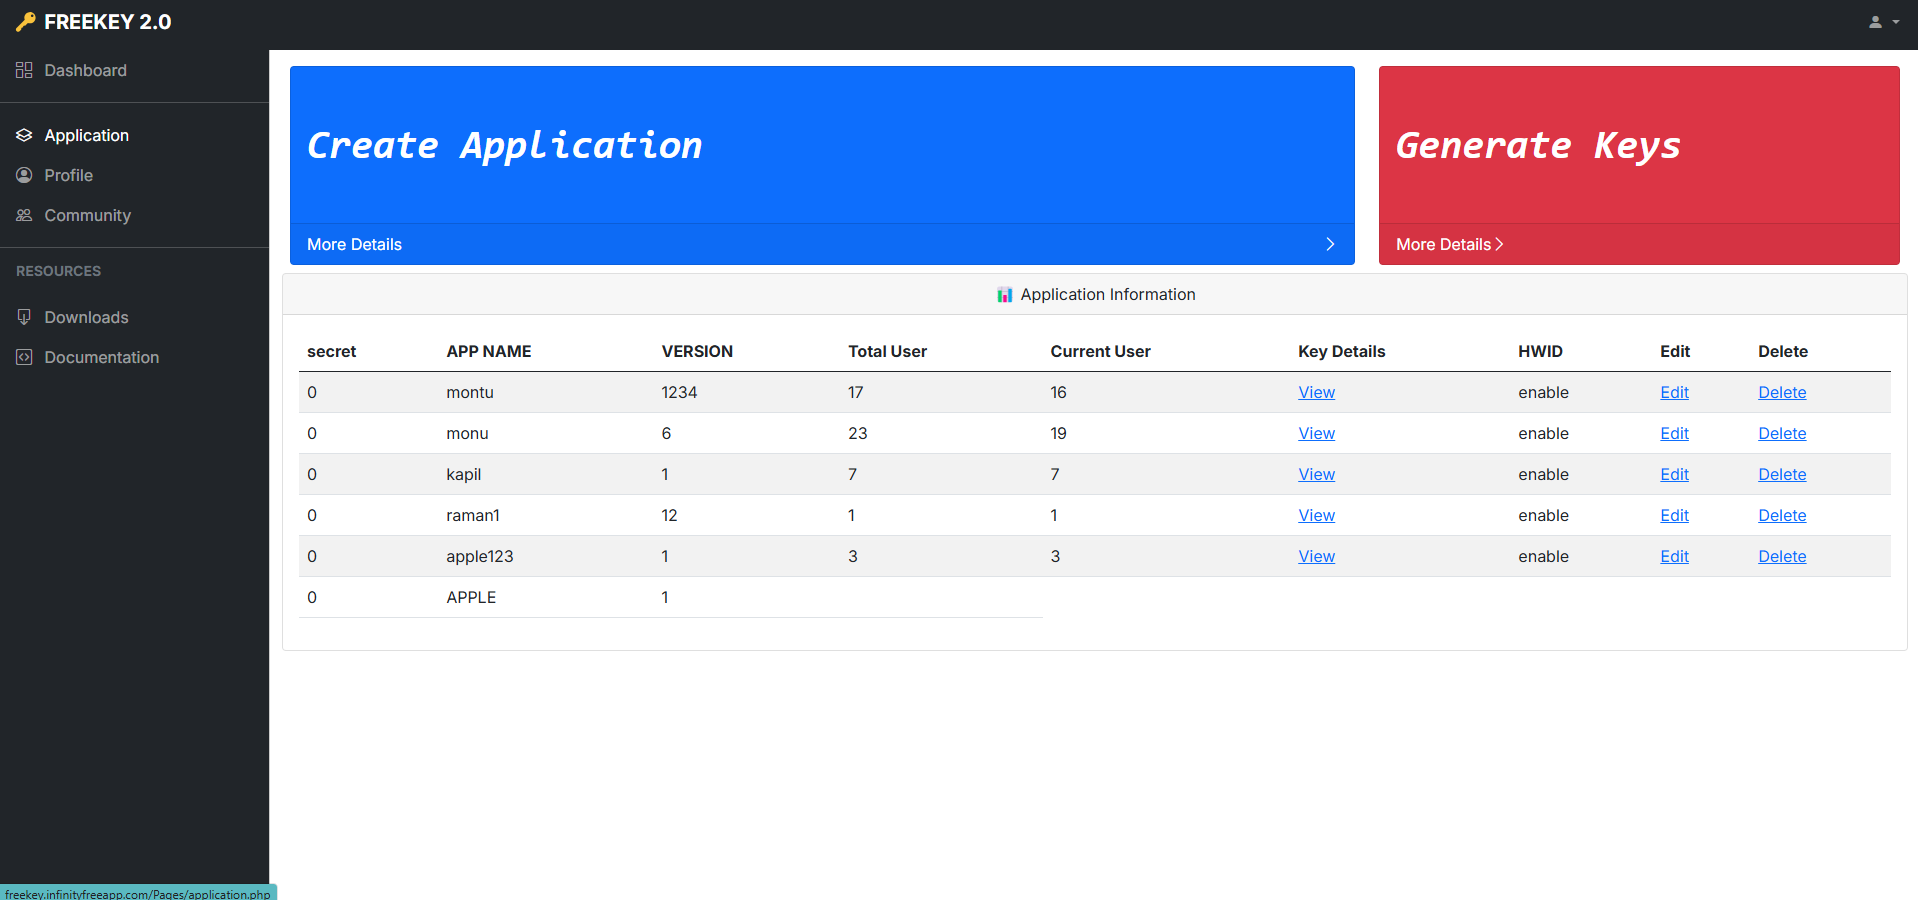 FREEKEY 2.0
Dashboard
Application
Profile
Community
RESOURCES
Downloads
Documentation
Create Application
More Details
Generate Keys
More Details
Application Information
secret APP NAME VERSION Total User Current User Key Details HWID Edit Delete
0 montu 1234 17 16 View enable Edit Delete
0 monu 6 23 19 View enable Edit Delete
0 kapil 1 7 7 View enable Edit Delete
0 raman1 12 1 1 View enable Edit Delete
0 apple123 1 3 3 View enable Edit Delete
0 APPLE 1
freekey.infinityfreeapp.com/Pages/application.php